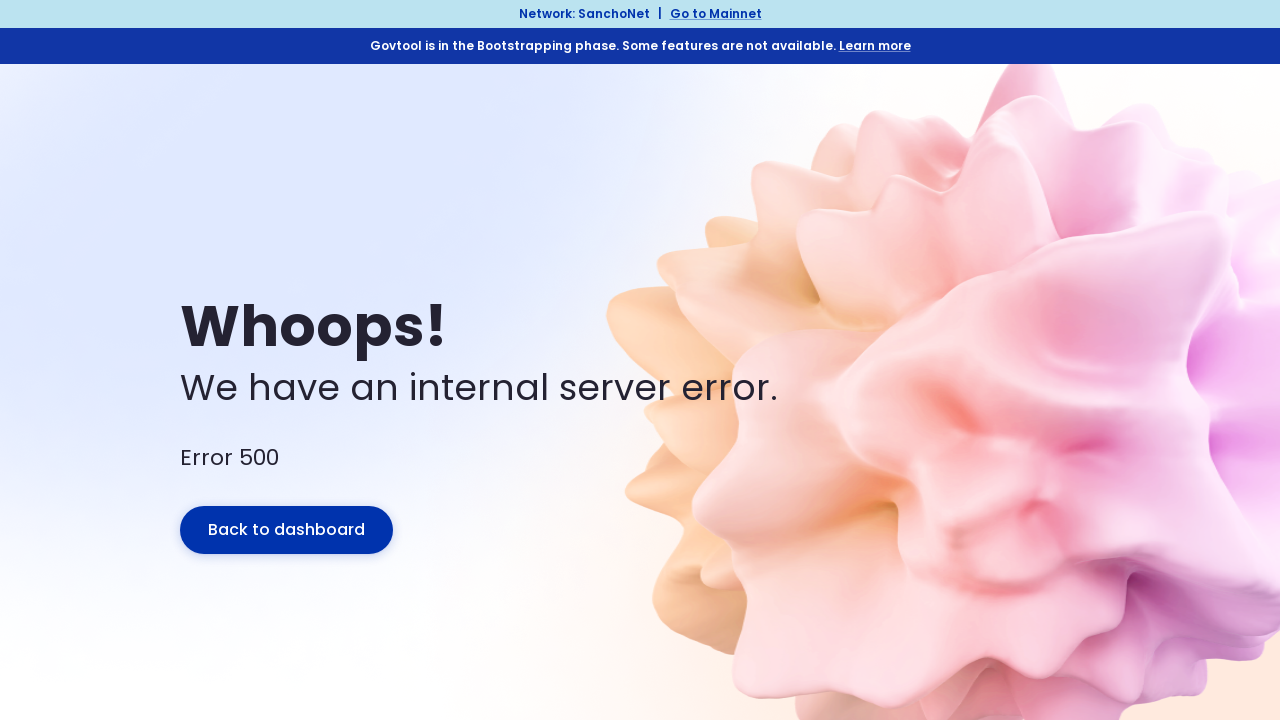 Network: SanchoNet | Go to Mainnet
Govtool is in the Bootstrapping phase. Some features are not available. Learn more
Whoops!
We have an internal server error.
Error 500
Back to dashboard